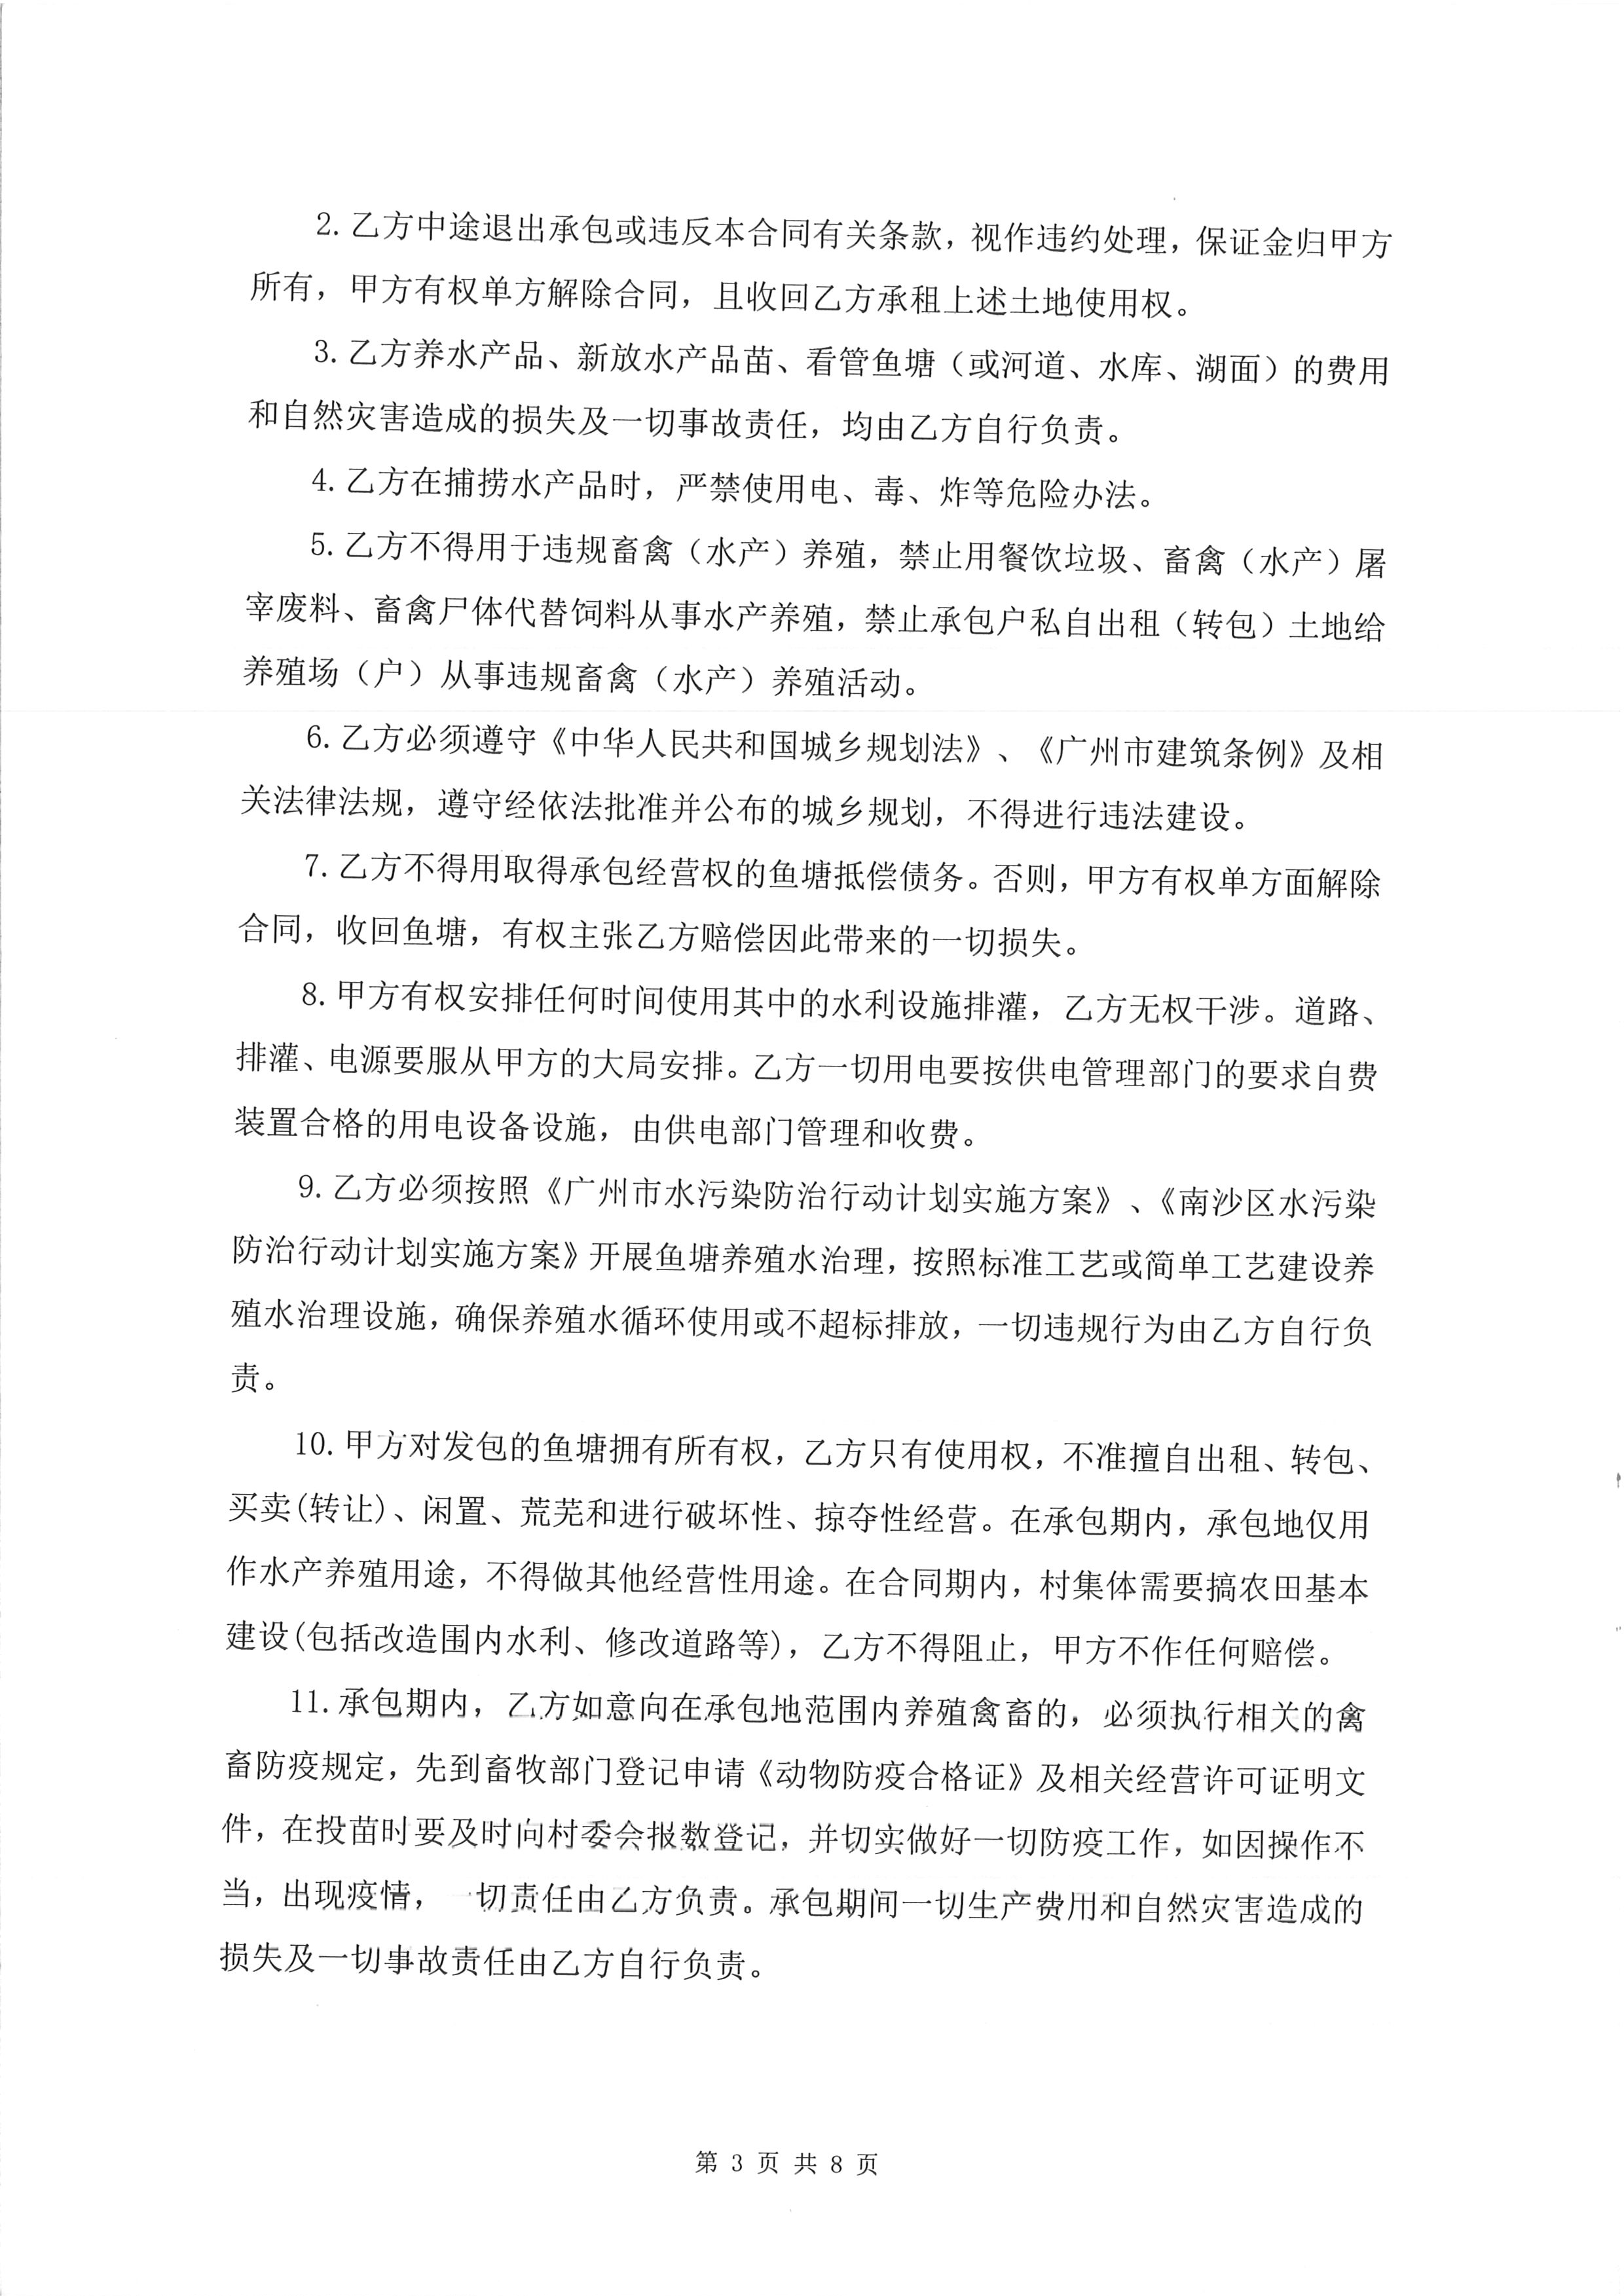 2. 乙方中途退出承包或违反本合同有关条款，视作违约处理，保证金归甲方
所有，甲方有权单方解除合同，且收回乙方承租上述土地使用权。
3. 乙方养水产品、新放水产品苗、看管鱼塘（或河道、水库、湖面）的费用
和自然灾害造成的损失及一切事故责任，均由乙方自行负责。
4. 乙方在捕捞水产品时，严禁使用电、毒、炸等危险办法。
5. 乙方不得用于违规畜禽（水产）养殖，禁止用餐饮垃圾、畜禽（水产）屠
宰废料、畜禽尸体代替饲料从事水产养殖，禁止承包户私自出租（转包）土地给
养殖场（户）从事违规畜禽（水产）养殖活动。
6. 乙方必须遵守《中华人民共和国城乡规划法》、《广州市建筑条例》及相
关法律法规，遵守经依法批准并公布的城乡规划，不得进行违法建设。
7. 乙方不得用取得承包经营权的鱼塘抵偿债务。否则，甲方有权单方面解除
合同，收回鱼塘，有权主张乙方赔偿因此带来的一切损失。
8. 甲方有权安排任何时间使用其中的水利设施排灌，乙方无权干涉。道路、
排灌、电源要服从甲方的大局安排。乙方一切用电要按供电管理部门的要求自费
装置合格的用电设备设施，由供电部门管理和收费。
9. 乙方必须按照《广州市水污染防治行动计划实施方案》、《南沙区水污染
防治行动计划实施方案》开展鱼塘养殖水治理，按照标准工艺或简单工艺建设养
殖水治理设施，确保养殖水循环使用或不超标排放，一切违规行为由乙方自行负
责。
10. 甲方对发包的鱼塘拥有所有权，乙方只有使用权，不准擅自出租、转包、
买卖(转让)、闲置、荒芜和进行破坏性、掠夺性经营。在承包期内，承包地仅用
作水产养殖用途，不得做其他经营性用途。在合同期内，村集体需要搞农田基本
建设(包括改造围内水利、修改道路等)，乙方不得阻止，甲方不作任何赔偿。
11. 承包期内，乙方如意向在承包地范围内养殖禽畜的，必须执行相关的禽
畜防疫规定，先到畜牧部门登记申请《动物防疫合格证》及相关经营许可证明文
件，在投苗时要及时向村委会报数登记，并切实做好一切防疫工作，如因操作不
当，出现疫情，一切责任由乙方负责。承包期间一切生产费用和自然灾害造成的
损失及一切事故责任由乙方自行负责。
第 3 页 共 8 页